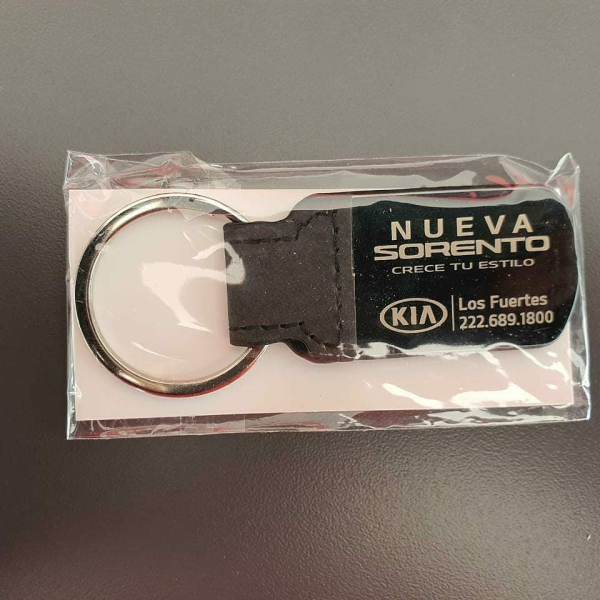 NUEVA
SORENTO
CRECE TU ESTILO
KIA
Los Fuertes
222.689.1800